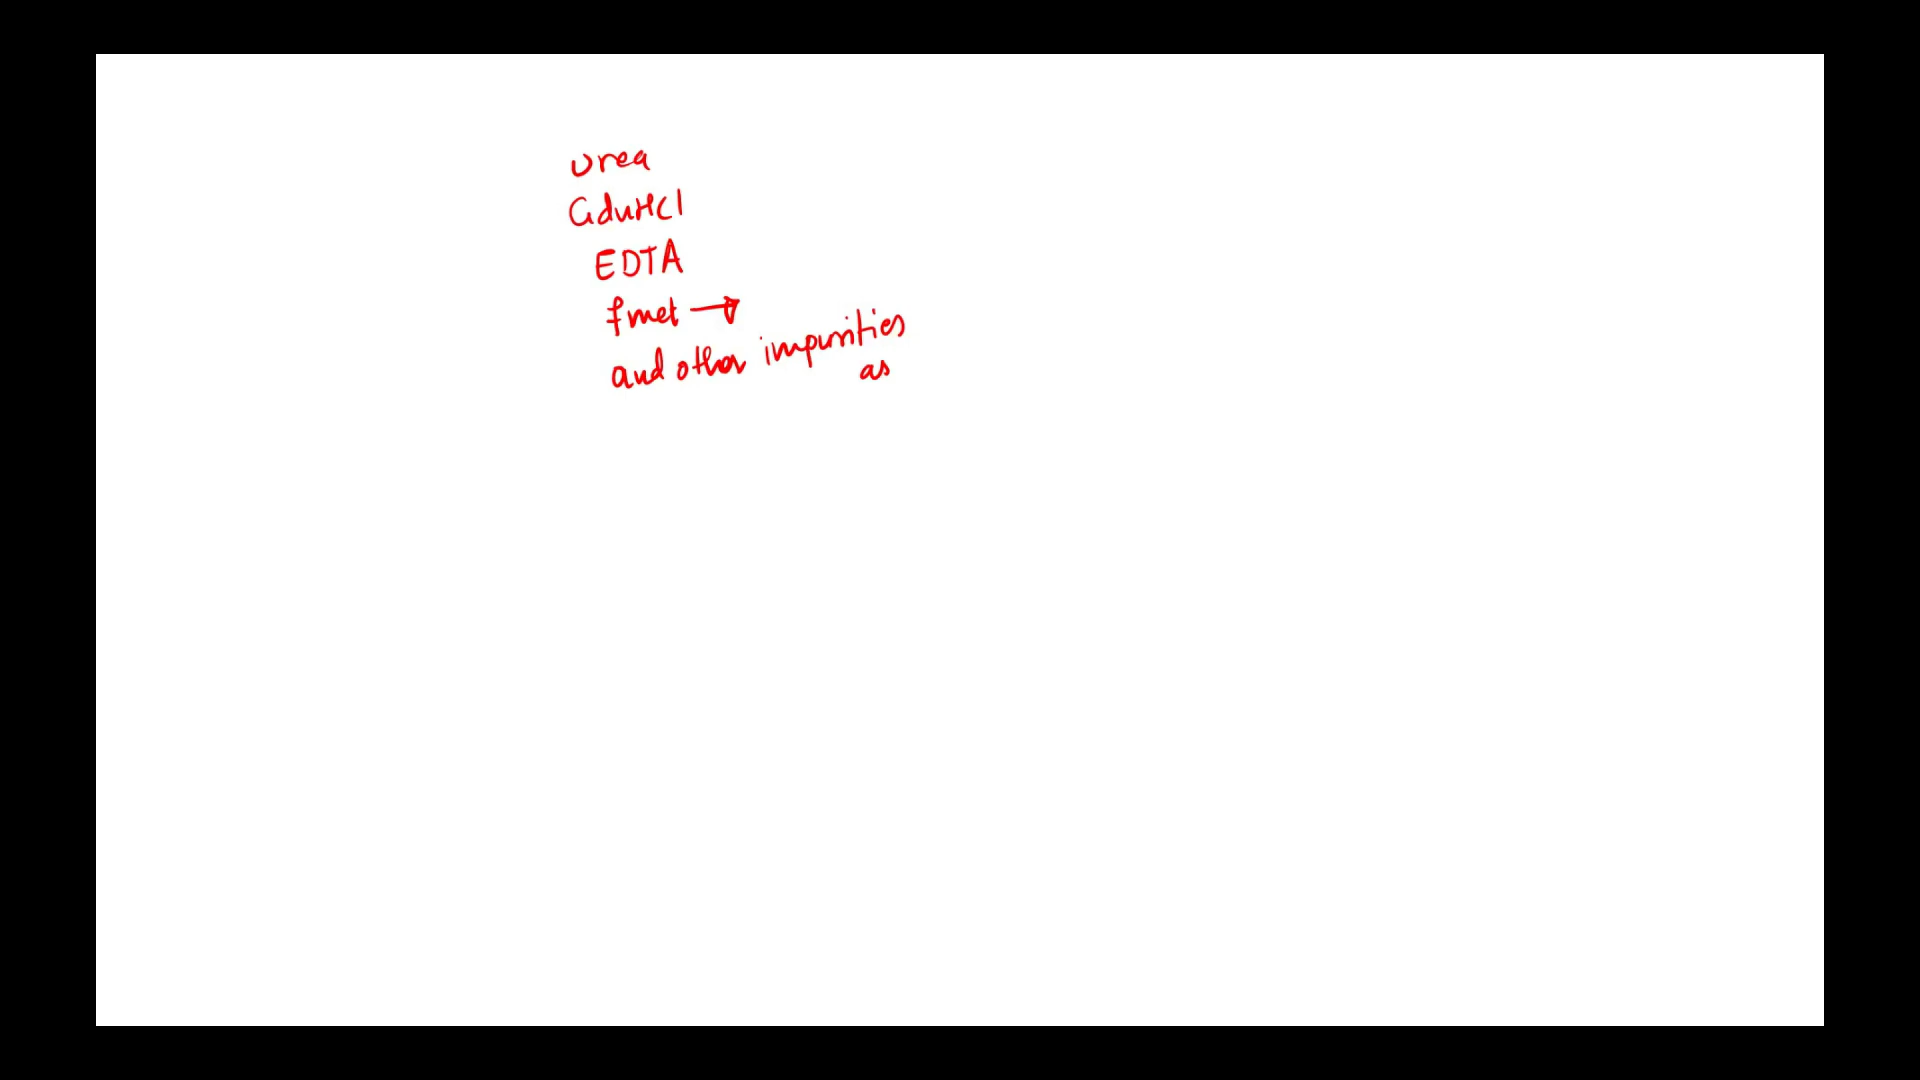 urea
GduHCl
EDTA
fmet →
and other impurities
as